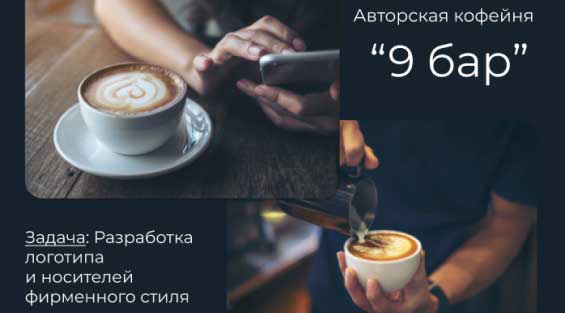 Авторская кофейня
“9 бар”
Задача: Разработка
логотипа
и носителей
фирменного стиля